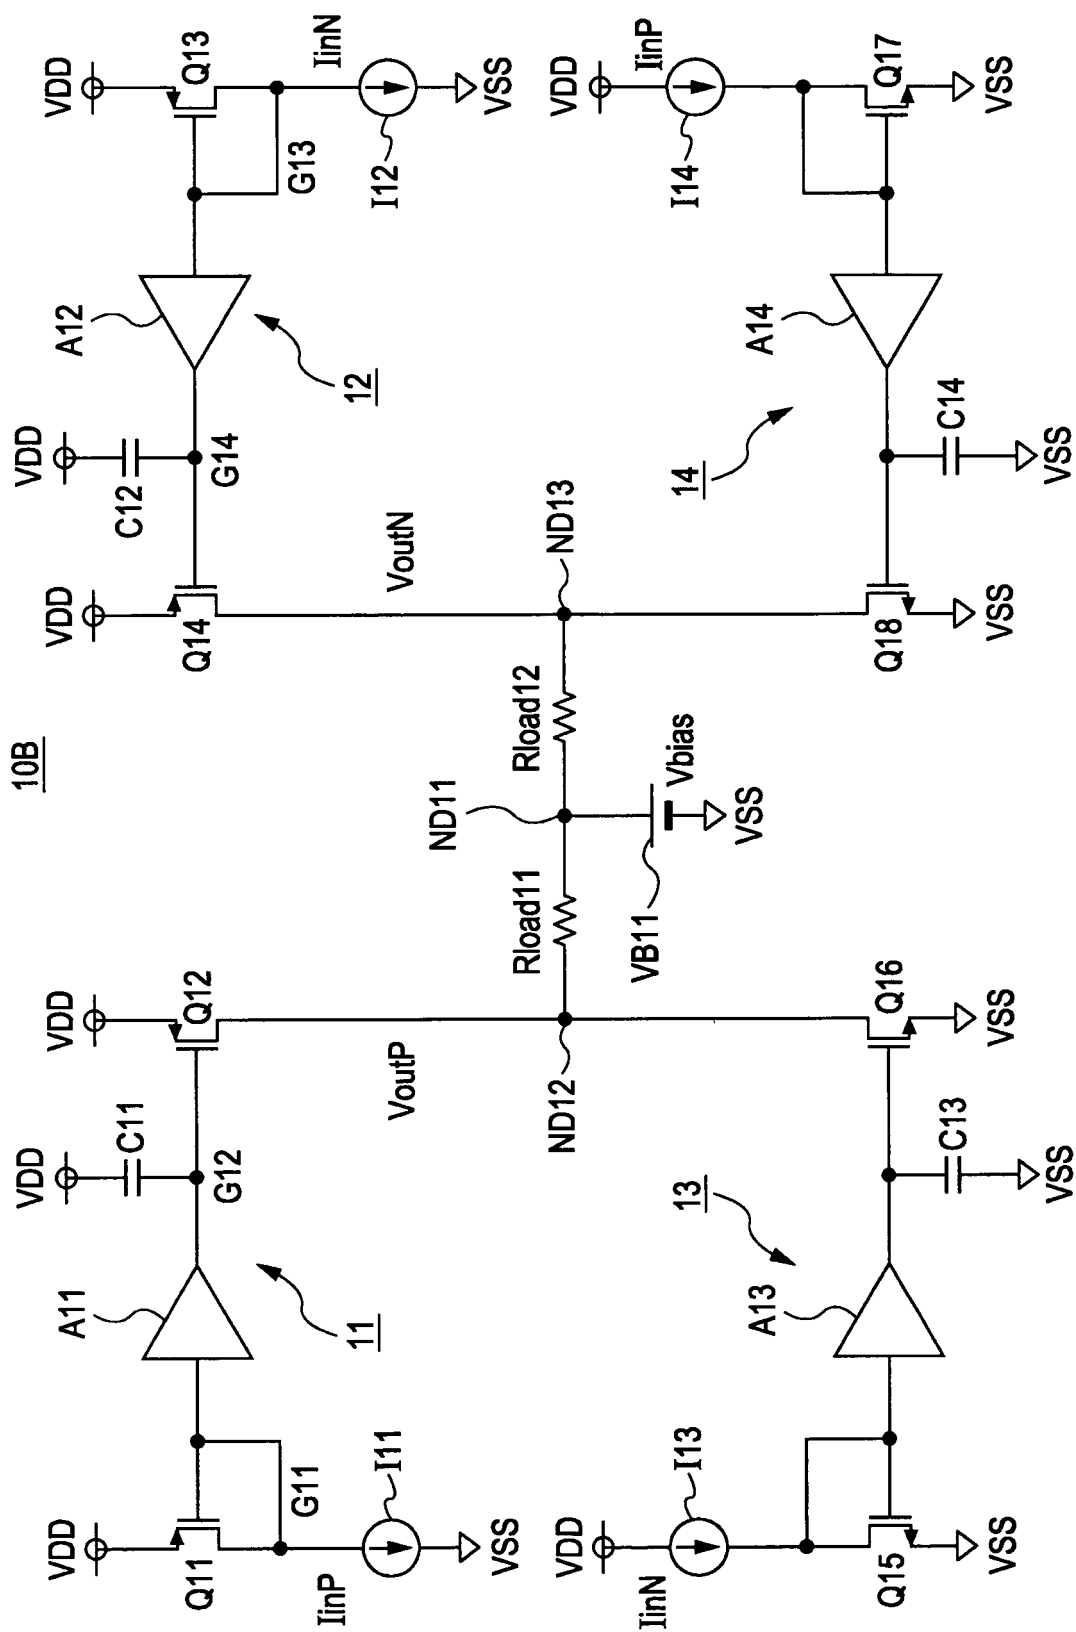 10B
VDD
Q11
G11
IinP
I11
VSS
A11
11
VDD
C11
G12
VDD
Q12
VoutP
VDD
Q14
VoutN
VDD
C12
G14
A12
12
VDD
Q13
G13
IinN
I12
VSS
ND12
Rload11
ND11
Rload12
ND13
VB11
Vbias
VSS
VDD
IinN
I13
Q15
VSS
A13
13
C13
VSS
Q16
VSS
Q18
VSS
14
C14
VSS
A14
VDD
IinP
I14
Q17
VSS